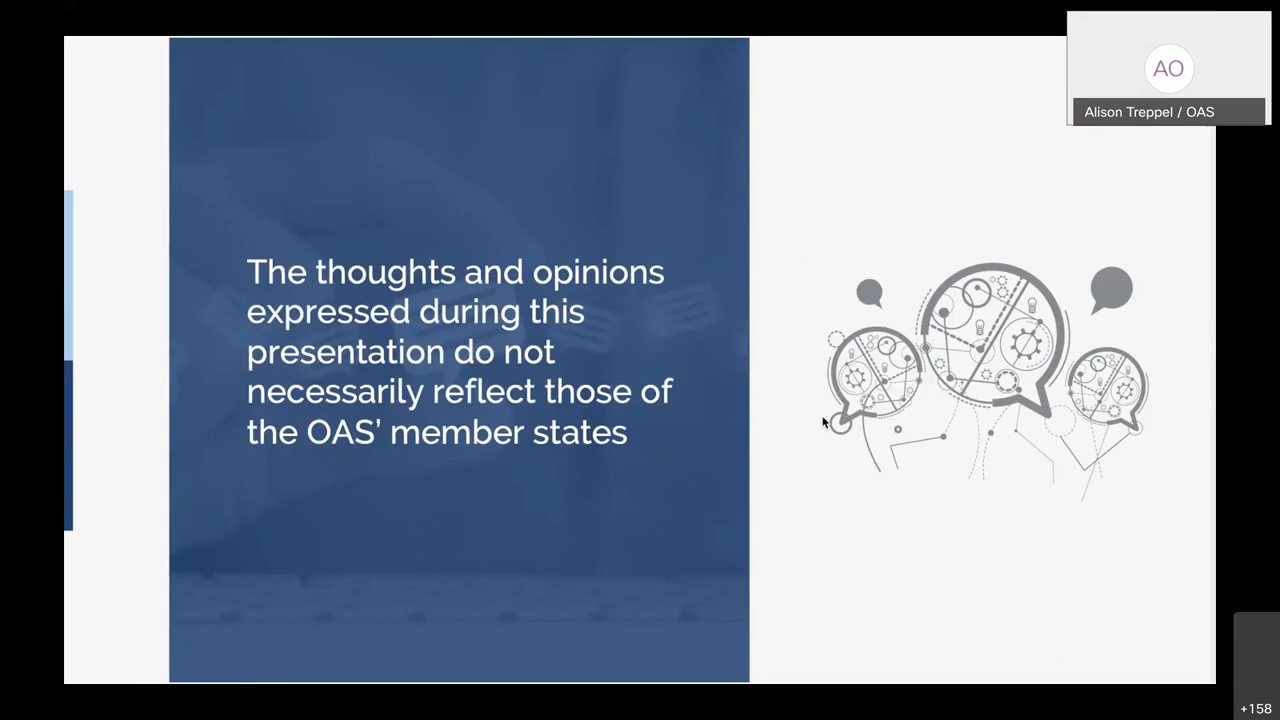 AO
Alison Treppel / OAS
The thoughts and opinions
expressed during this
presentation do not
necessarily reflect those of
the OAS’ member states
+158